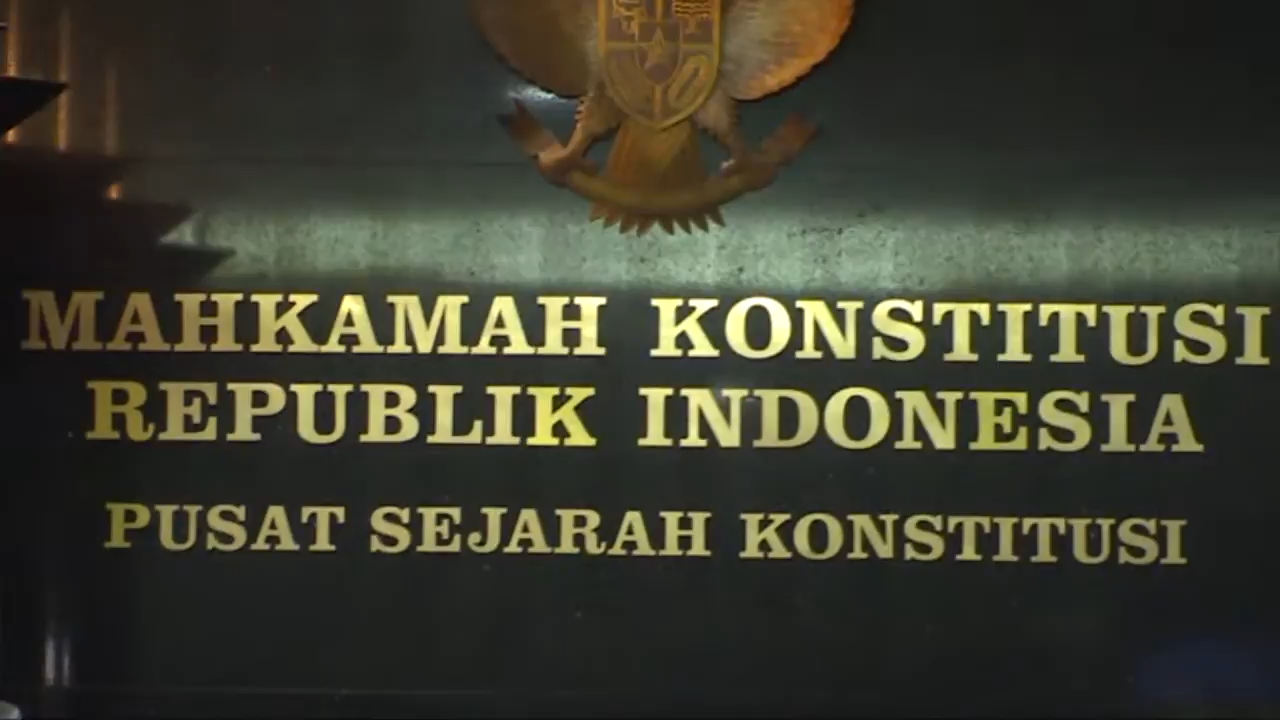 MAHKAMAH KONSTITUSI
REPUBLIK INDONESIA
PUSAT SEJARAH KONSTITUSI